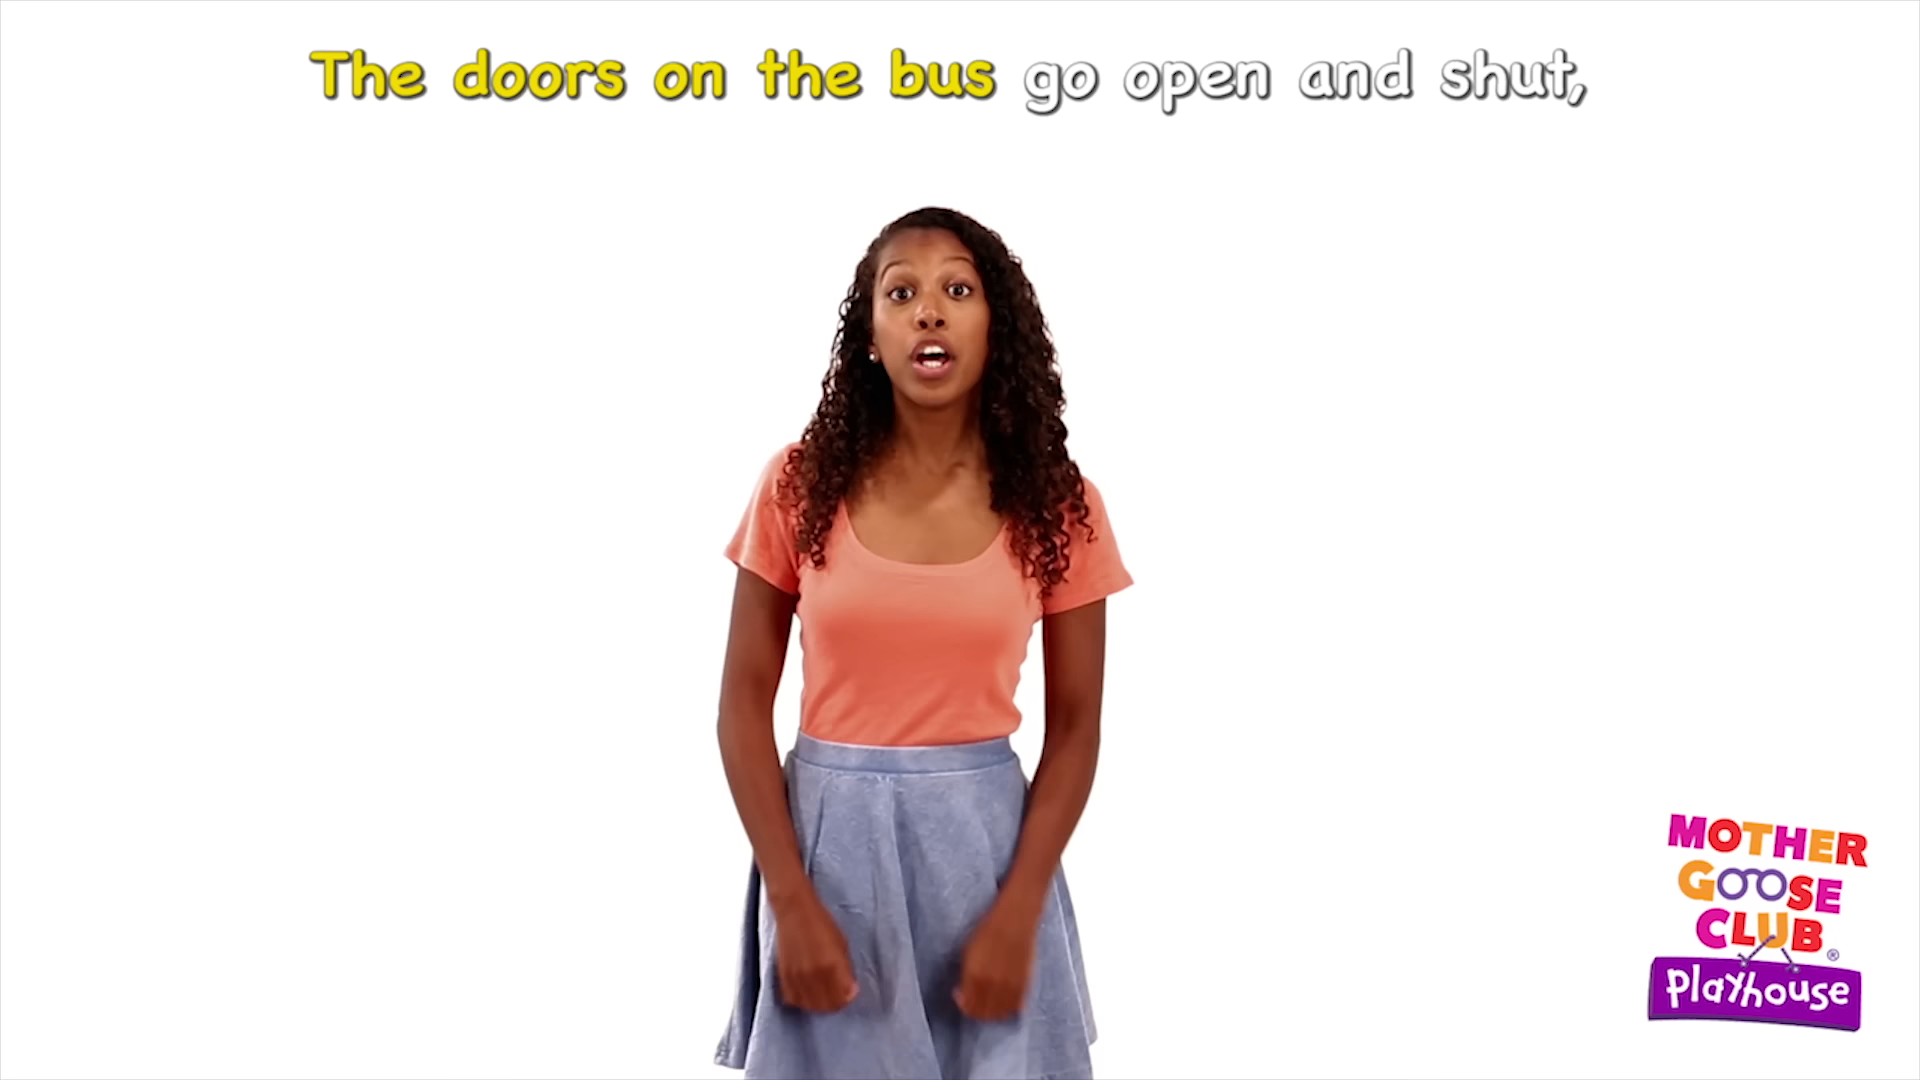 The doors on the bus go open and shut,
MOTHER
GOOSE
CLUB®
Playhouse